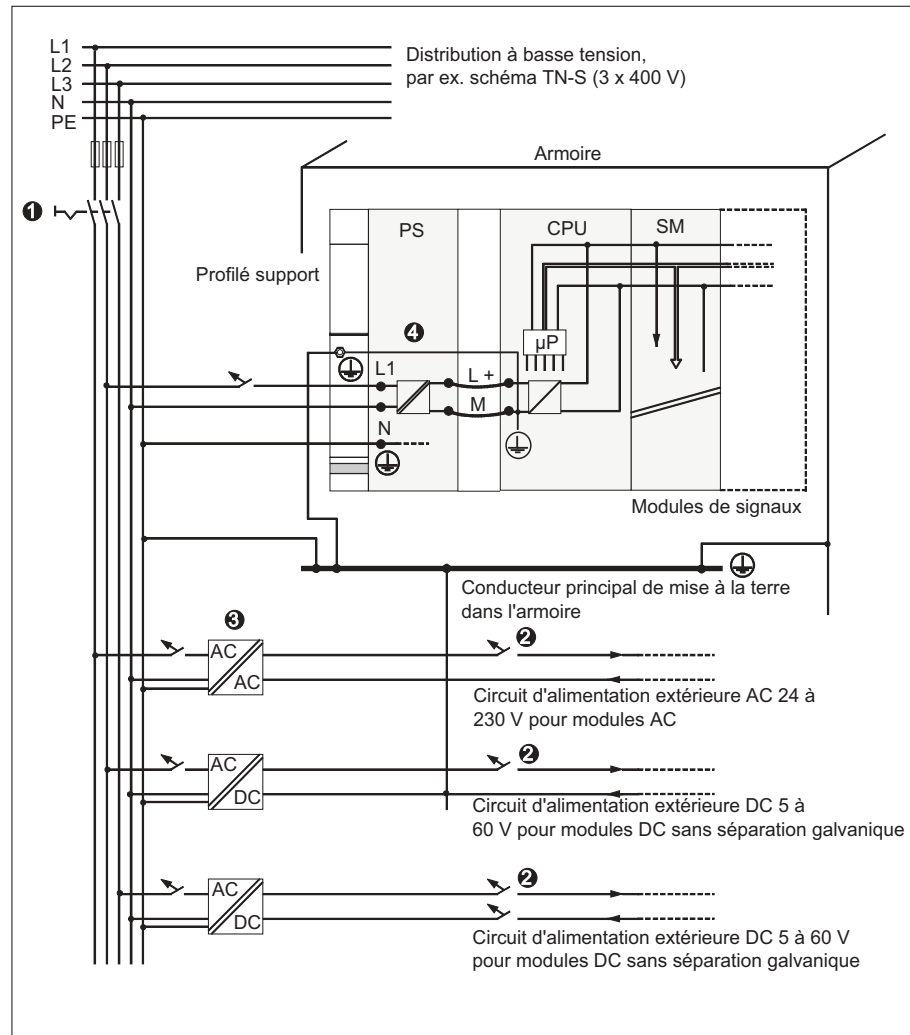 L1
L2
L3
N
PE
Distribution à basse tension,
par ex. schéma TN-S (3 x 400 V)
Armoire
❶
Profilé support
PS
CPU
SM
❹
µP
L1
L +
M
N
Modules de signaux
Conducteur principal de mise à la terre
dans l'armoire
❸
❷
AC
AC
Circuit d'alimentation extérieure AC 24 à
230 V pour modules AC
❷
AC
DC
Circuit d'alimentation extérieure DC 5 à
60 V pour modules DC sans séparation galvanique
❷
AC
DC
Circuit d'alimentation extérieure DC 5 à 60 V
pour modules DC sans séparation galvanique